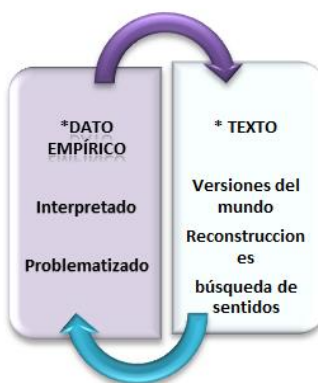 *DATO
EMPÍRICO
Interpretado
Problematizado
* TEXTO
Versiones del
mundo
Reconstruccion
es
búsqueda de
sentidos